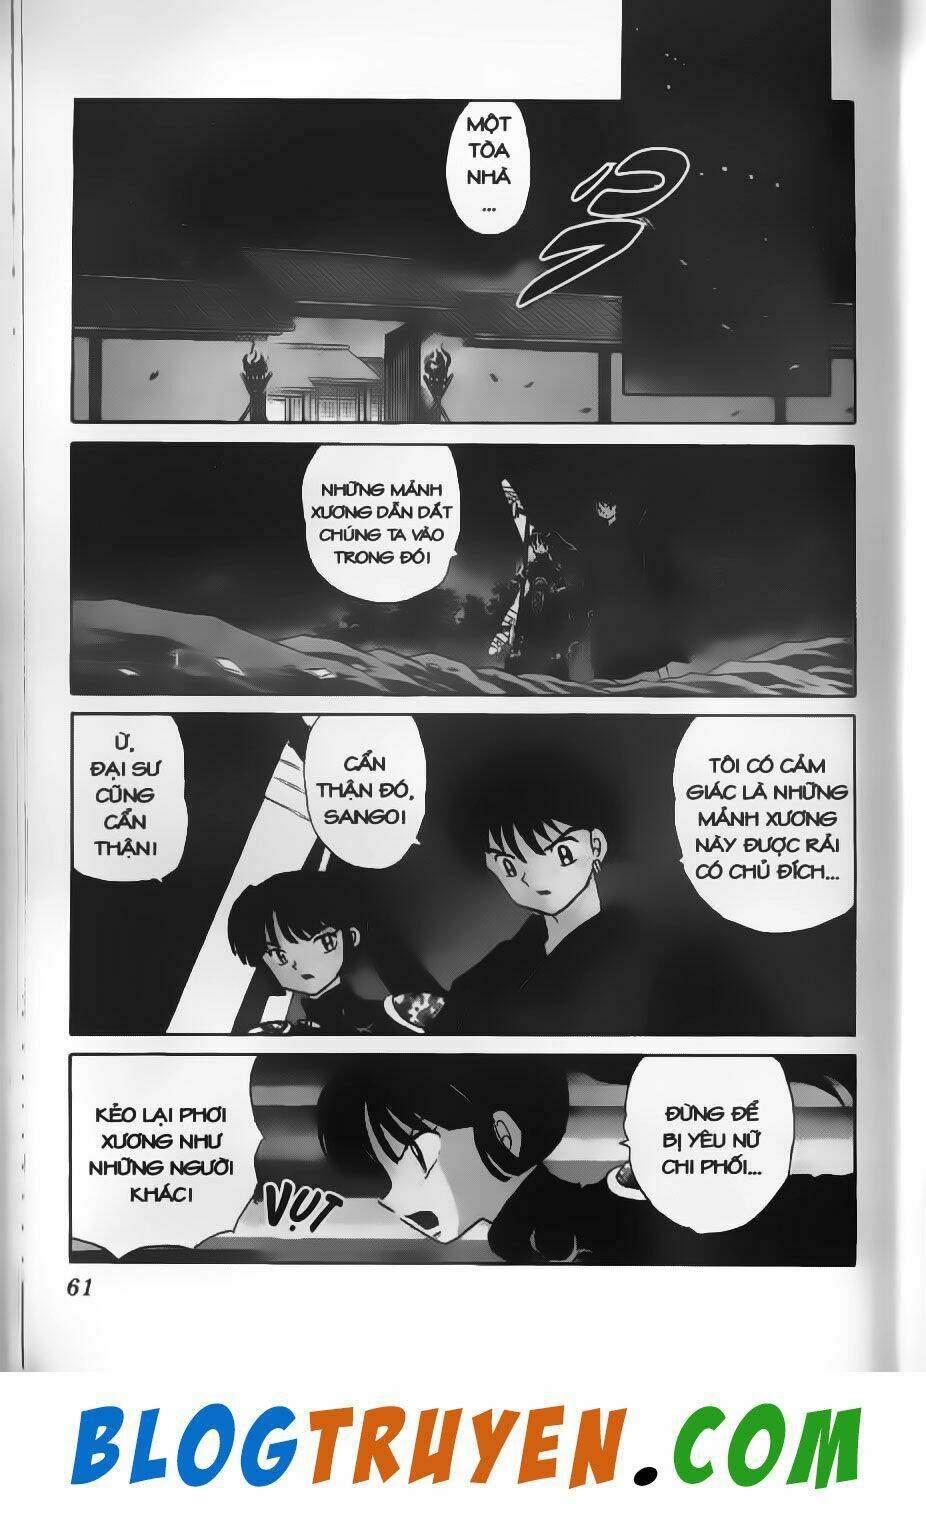 MỘT
TÒA
NHÀ
...
NHỮNG MẢNH
XƯƠNG DẪN DẮT
CHÚNG TA VÀO
TRONG ĐÓ!
TÔI CÓ CẢM
GIÁC LÀ NHỮNG
MẢNH XƯƠNG
NÀY ĐƯỢC RẢI
CÓ CHỦ ĐÍCH...
CẨN
THẬN ĐÓ,
SANGO!
Ừ,
ĐẠI SƯ
CŨNG
CẨN
THẬN!
ĐỪNG ĐỂ
BỊ YÊU NỮ
CHI PHỐI...
KẺO LẠI PHƠI
XƯƠNG NHƯ
NHỮNG NGƯỜI
KHÁC!
VỤT
61
BLOGTRUYEN.COM